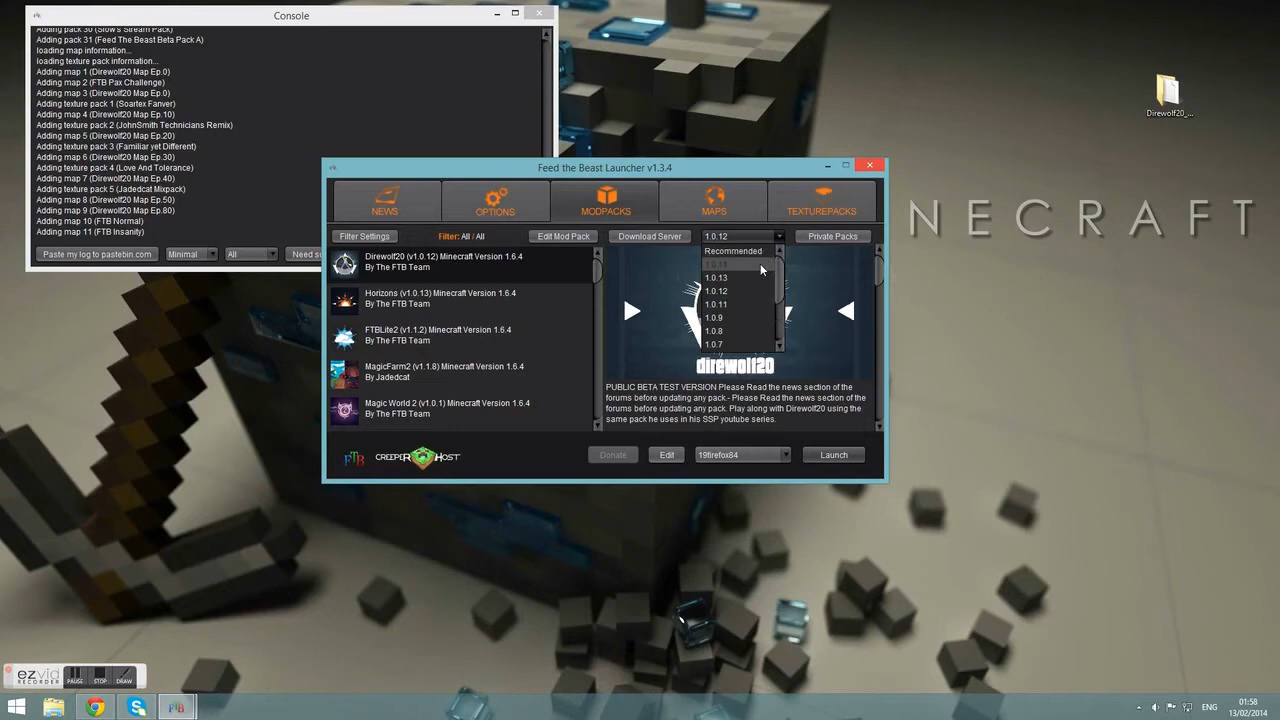 Console
Adding pack 30 (Slow's Stream Pack)
Adding pack 31 (Feed The Beast Beta Pack A)
loading map information...
loading texture pack information...
Adding map 1 (Direwolf20 Map Ep.0)
Adding map 2 (FTB Pax Challenge)
Adding map 3 (Direwolf20 Map Ep.0)
Adding texture pack 1 (Soartex Fanver)
Adding map 4 (Direwolf20 Map Ep.10)
Adding texture pack 2 (JohnSmith Technicians Remix)
Adding map 5 (Direwolf20 Map Ep.20)
Adding texture pack 3 (Familiar yet Different)
Adding map 6 (Direwolf20 Map Ep.30)
Adding texture pack 4 (Love And Tolerance)
Adding map 7 (Direwolf20 Map Ep.40)
Adding texture pack 5 (Jadedcat Mixpack)
Adding map 8 (Direwolf20 Map Ep.50)
Adding map 9 (Direwolf20 Map Ep.80)
Adding map 10 (FTB Normal)
Adding map 11 (FTB Insanity)
Paste my log to pastebin.com Minimal All Need su
Direwolf20_...
NECRAFT
Feed the Beast Launcher v1.3.4
NEWS OPTIONS MODPACKS MAPS TEXTUREPACKS
Filter Settings Filter: All / All Edit Mod Pack Download Server 1.0.12 Private Packs
Direwolf20 (v1.0.12) Minecraft Version 1.6.4
By The FTB Team
Horizons (v1.0.13) Minecraft Version 1.6.4
By The FTB Team
FTBLite2 (v1.1.2) Minecraft Version 1.6.4
By The FTB Team
MagicFarm2 (v1.1.8) Minecraft Version 1.6.4
By Jadedcat
Magic World 2 (v1.0.1) Minecraft Version 1.6.4
By The FTB Team
Recommended
1.0.13
1.0.12
1.0.11
1.0.9
1.0.8
1.0.7
direwolf20
PUBLIC BETA TEST VERSION Please Read the news section of the
forums before updating any pack.- Please Read the news section of the
forums before updating any pack. Play along with Direwolf20 using the
same pack he uses in his SSP youtube series.
FTB CREEPER HOST Donate Edit 19firefox84 Launch
ezvid
RECORDER
PAUSE STOP DRAW
FTB
ENG
01:58
13/02/2014